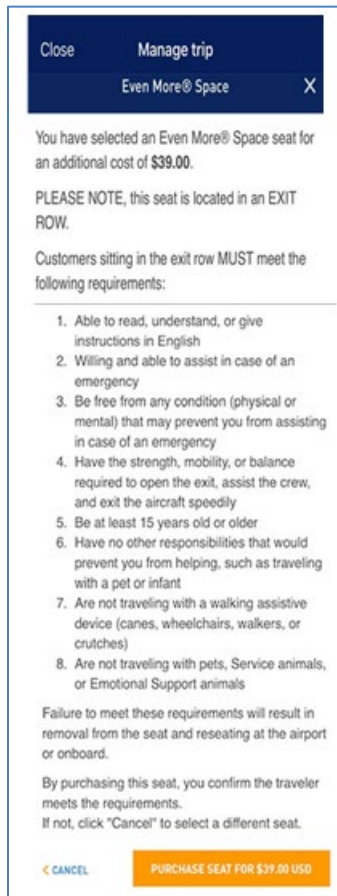 Close Manage trip
Even More® Space X
You have selected an Even More® Space seat for
an additional cost of $39.00.
PLEASE NOTE, this seat is located in an EXIT
ROW.
Customers sitting in the exit row MUST meet the
following requirements:
1. Able to read, understand, or give
instructions in English
2. Willing and able to assist in case of an
emergency
3. Be free from any condition (physical or
mental) that may prevent you from assisting
in case of an emergency
4. Have the strength, mobility, or balance
required to open the exit, assist the crew,
and exit the aircraft speedily
5. Be at least 15 years old or older
6. Have no other responsibilities that would
prevent you from helping, such as traveling
with a pet or infant
7. Are not traveling with a walking assistive
device (canes, wheelchairs, walkers, or
crutches)
8. Are not traveling with pets, Service animals,
or Emotional Support animals
Failure to meet these requirements will result in
removal from the seat and reseating at the airport
or onboard.
By purchasing this seat, you confirm the traveler
meets the requirements.
If not, click "Cancel" to select a different seat.
< CANCEL PURCHASE SEAT FOR $39.00 USD